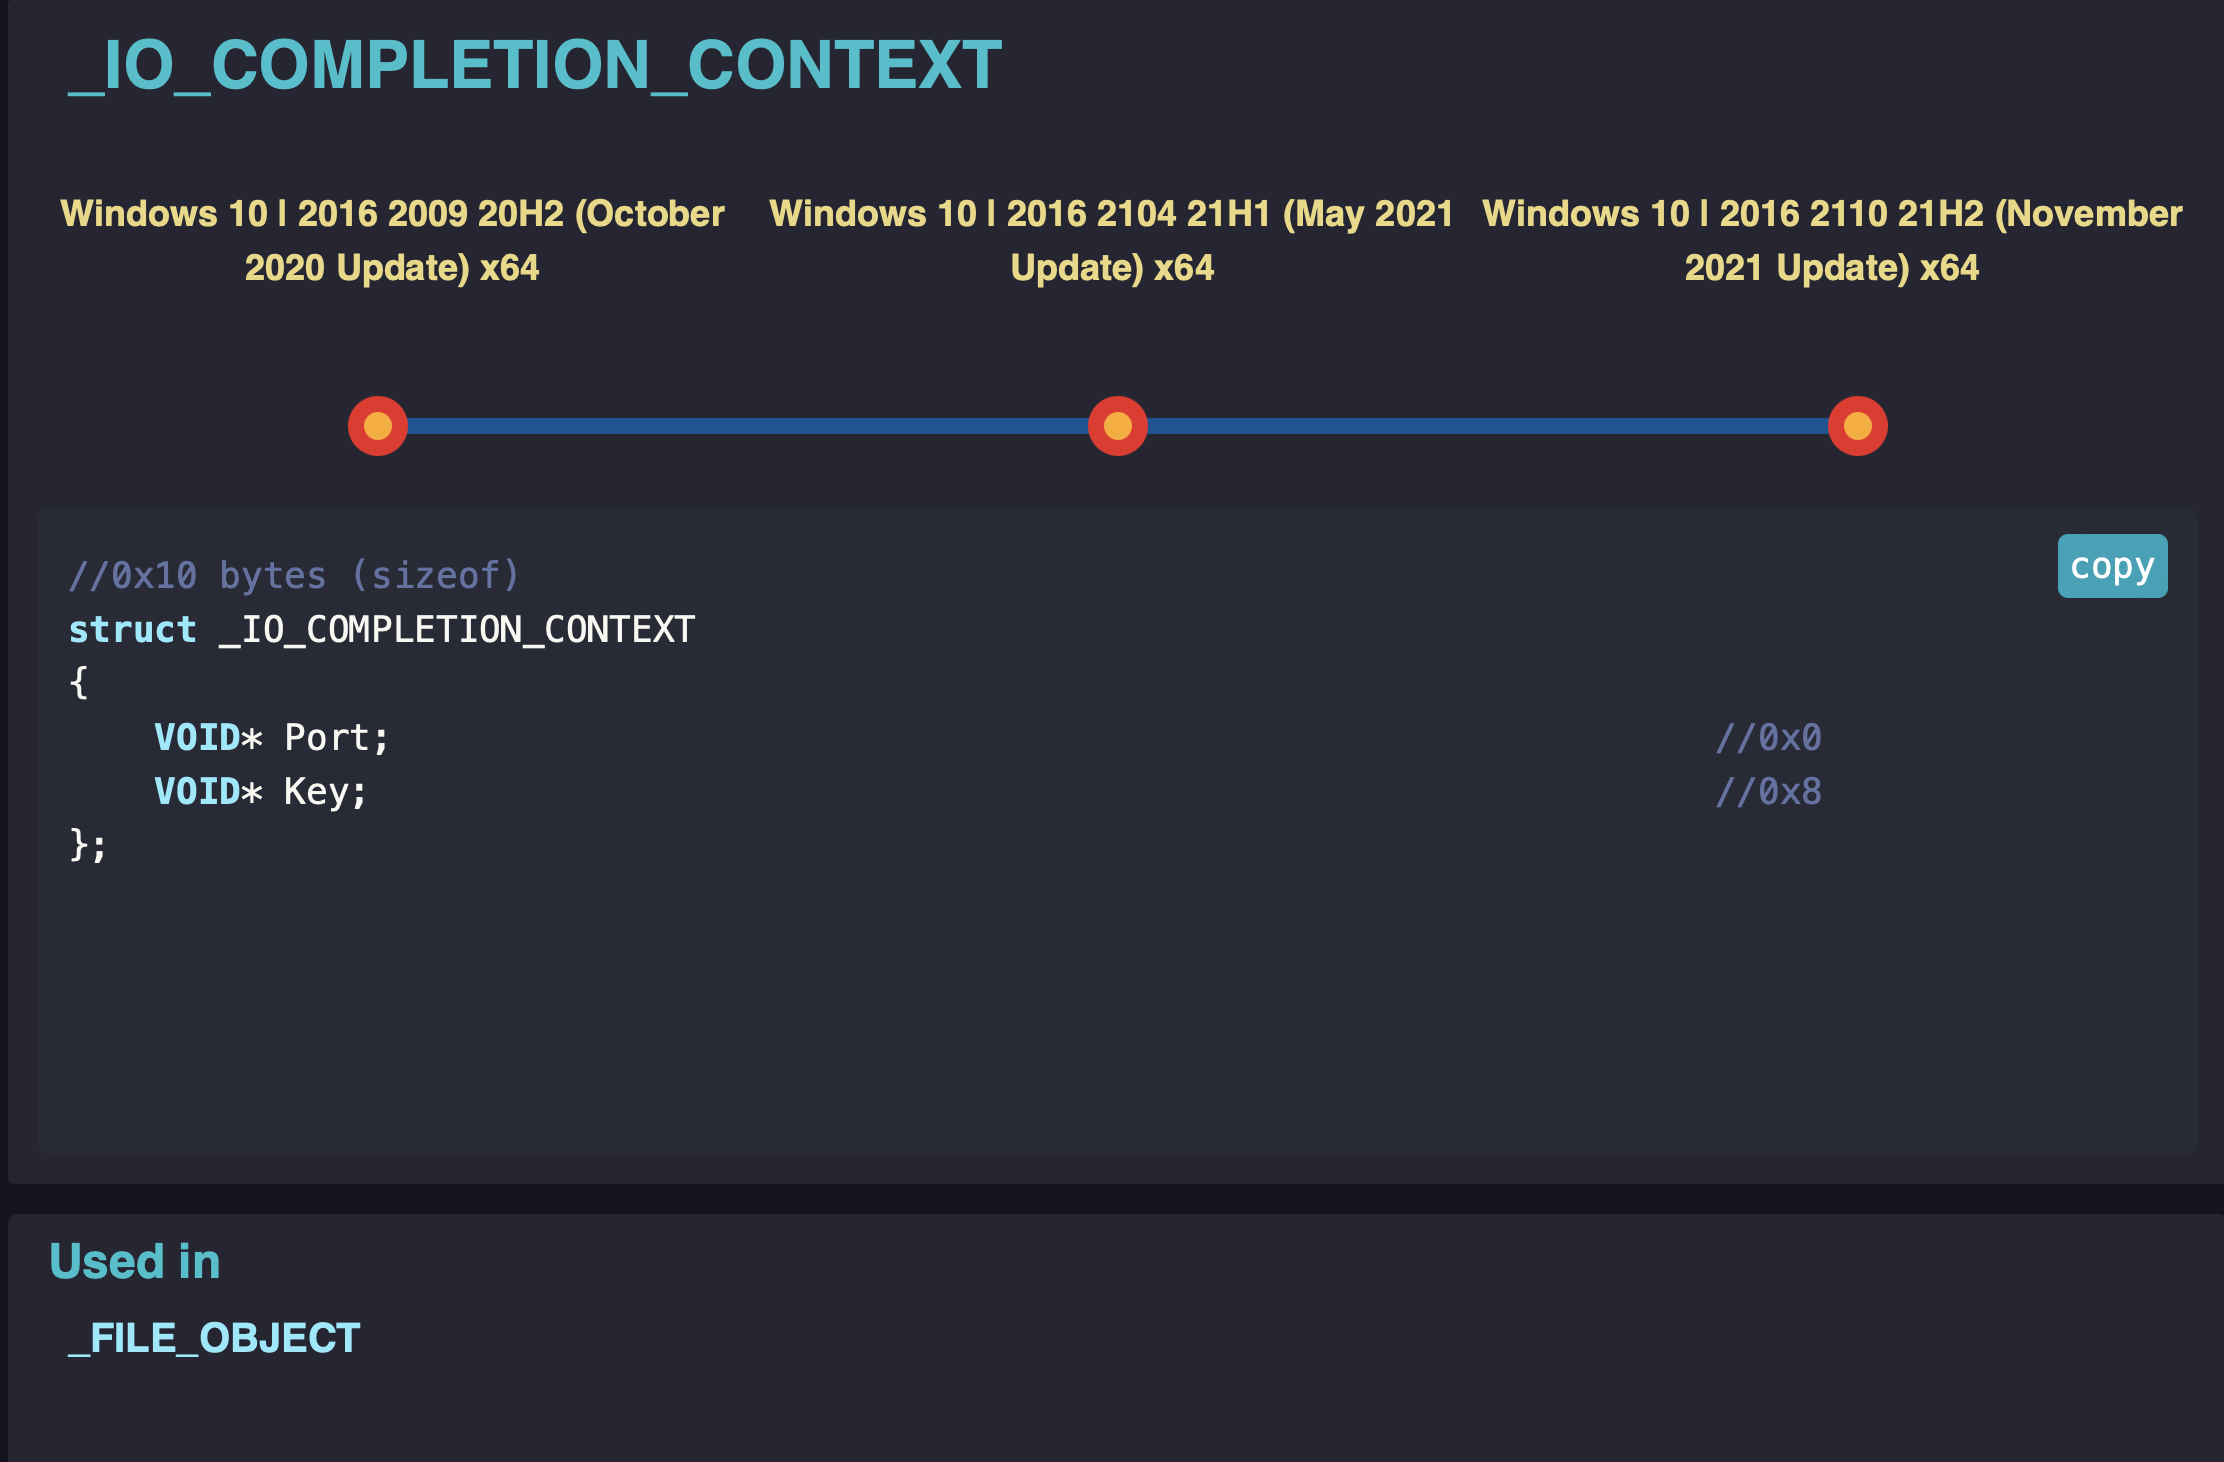 _IO_COMPLETION_CONTEXT
Windows 10 | 2016 2009 20H2 (October
2020 Update) x64
Windows 10 | 2016 2104 21H1 (May 2021
Update) x64
Windows 10 | 2016 2110 21H2 (November
2021 Update) x64
copy
//0x10 bytes (sizeof)
struct _IO_COMPLETION_CONTEXT
{
    VOID* Port; //0x0
    VOID* Key; //0x8
};
Used in
_FILE_OBJECT